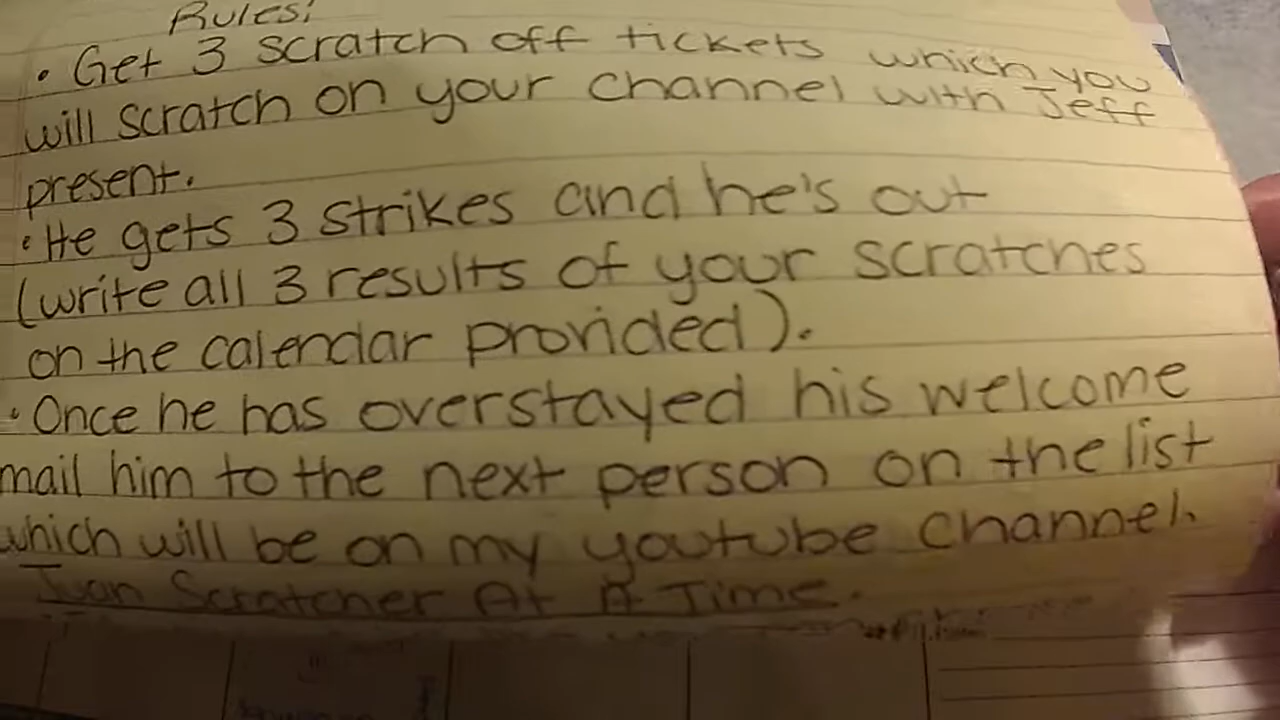 Rules:
• Get 3 scratch off tickets which you
will scratch on your channel with Jeff
present.
• He gets 3 strikes and he's out
(write all 3 results of your scratches
on the calendar provided).
• Once he has overstayed his welcome
mail him to the next person on the list
which will be on my youtube channel.
Juan Scratcher At A Time.